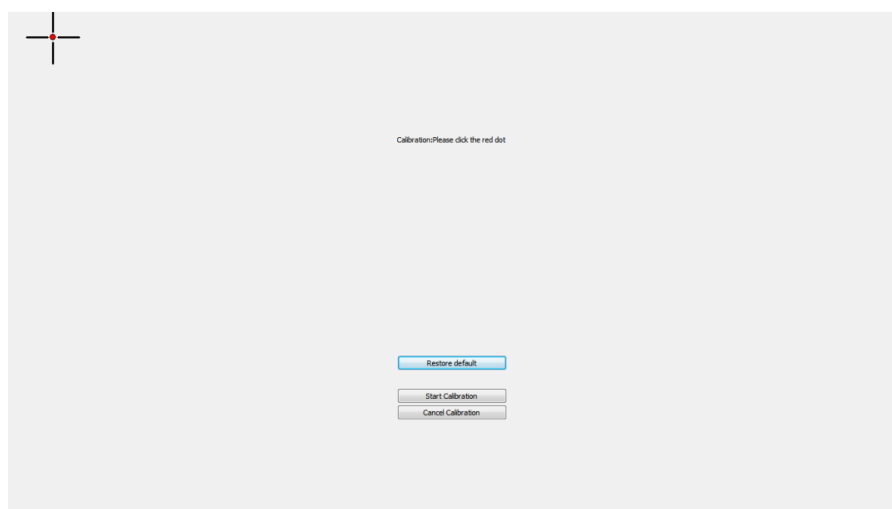 Calibration:Please click the red dot
Restore default
Start Calibration
Cancel Calibration